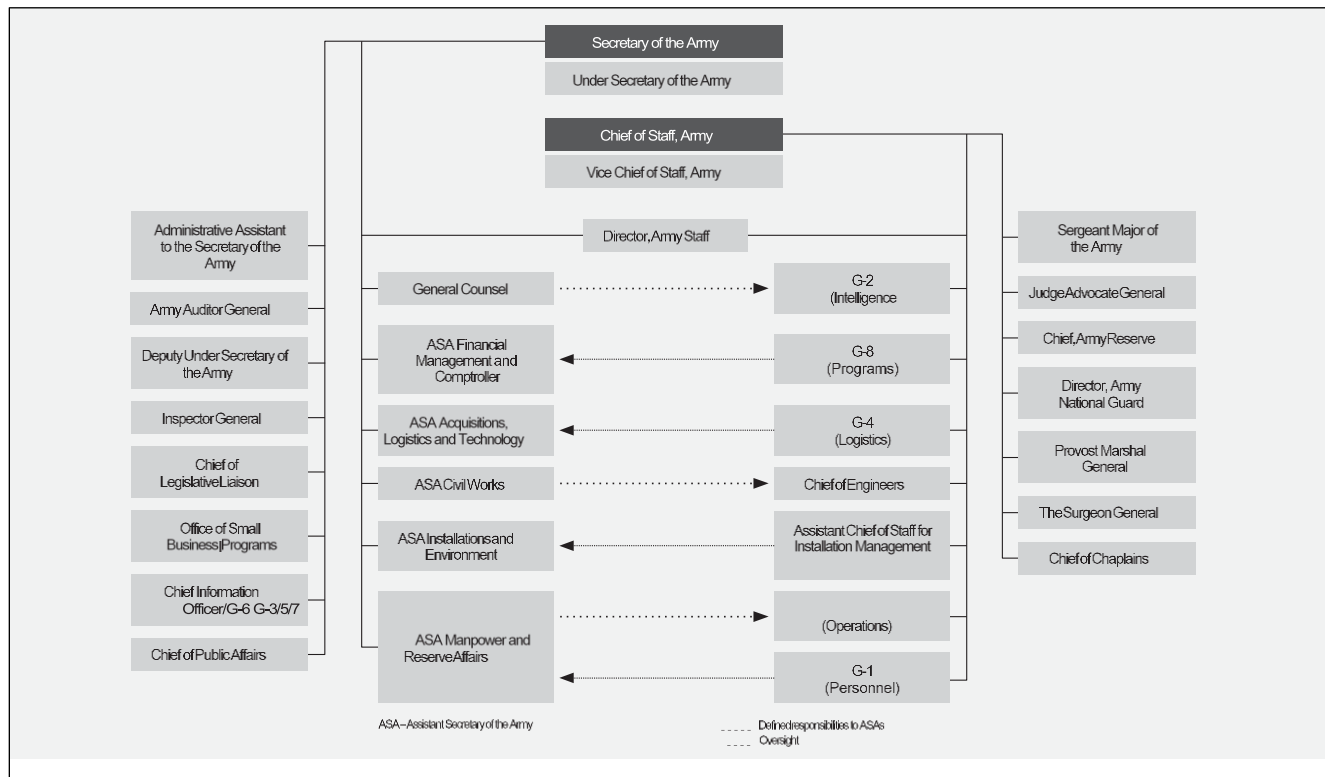 Secretary of the Army
Under Secretary of the Army
Chief of Staff, Army
Vice Chief of Staff, Army
Director, Army Staff
Administrative Assistant
to the Secretary of the
Army
Army Auditor General
Deputy Under Secretary of
the Army
Inspector General
Chief of
Legislative Liaison
Office of Small
Business|Programs
Chief Information
Officer/G-6 G-3/5/7
Chief of Public Affairs
General Counsel
ASA Financial
Management and
Comptroller
ASA Acquisitions,
Logistics and Technology
ASA Civil Works
ASA Installations and
Environment
ASA Manpower and
Reserve Affairs
G-2
(Intelligence
G-8
(Programs)
G-4
(Logistics)
Chief of Engineers
Assistant Chief of Staff for
Installation Management
(Operations)
G-1
(Personnel)
Sergeant Major of
the Army
Judge Advocate General
Chief, Army Reserve
Director, Army
National Guard
Provost Marshal
General
The Surgeon General
Chief of Chaplains
ASA – Assistant Secretary of the Army
Defined responsibilities to ASAs
Oversight